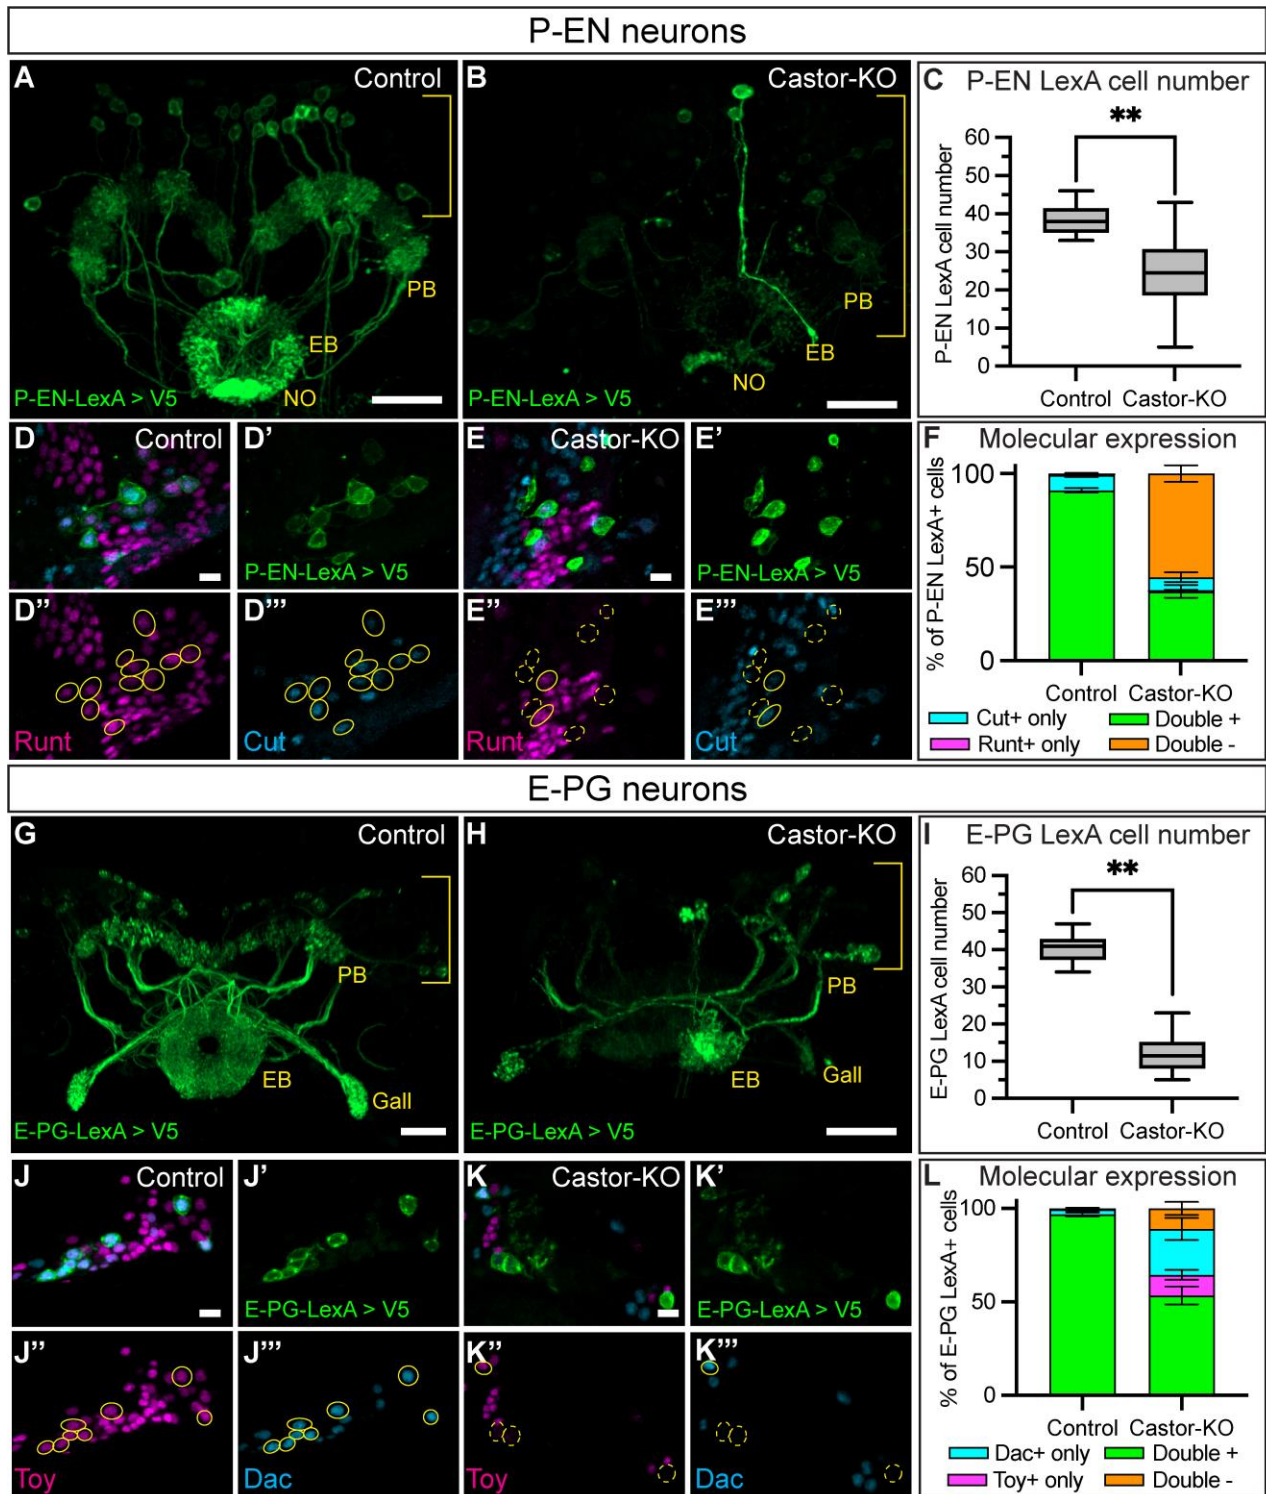 P-EN neurons
A
Control
PB
EB
NO
P-EN-LexA > V5
B
Castor-KO
PB
EB
NO
P-EN-LexA > V5
C P-EN LexA cell number
**
P-EN LexA cell number
60
50
40
30
20
10
0
Control Castor-KO
D Control
D’
P-EN-LexA > V5
E Castor-KO
E’
P-EN-LexA > V5
D’’
Runt
D’’’
Cut
E’’
Runt
E’’’
Cut
F Molecular expression
% of P-EN LexA+ cells
100
50
0
Control Castor-KO
Cut+ only Double +
Runt+ only Double -
E-PG neurons
G
Control
PB
EB
Gall
E-PG-LexA > V5
H
Castor-KO
PB
EB
Gall
E-PG-LexA > V5
I E-PG LexA cell number
**
E-PG LexA cell number
60
50
40
30
20
10
0
Control Castor-KO
J Control
J’
E-PG-LexA > V5
K Castor-KO
K’
E-PG-LexA > V5
J’’
Toy
J’’’
Dac
K’’
Toy
K’’’
Dac
L Molecular expression
% of E-PG LexA+ cells
100
50
0
Control Castor-KO
Dac+ only Double +
Toy+ only Double -